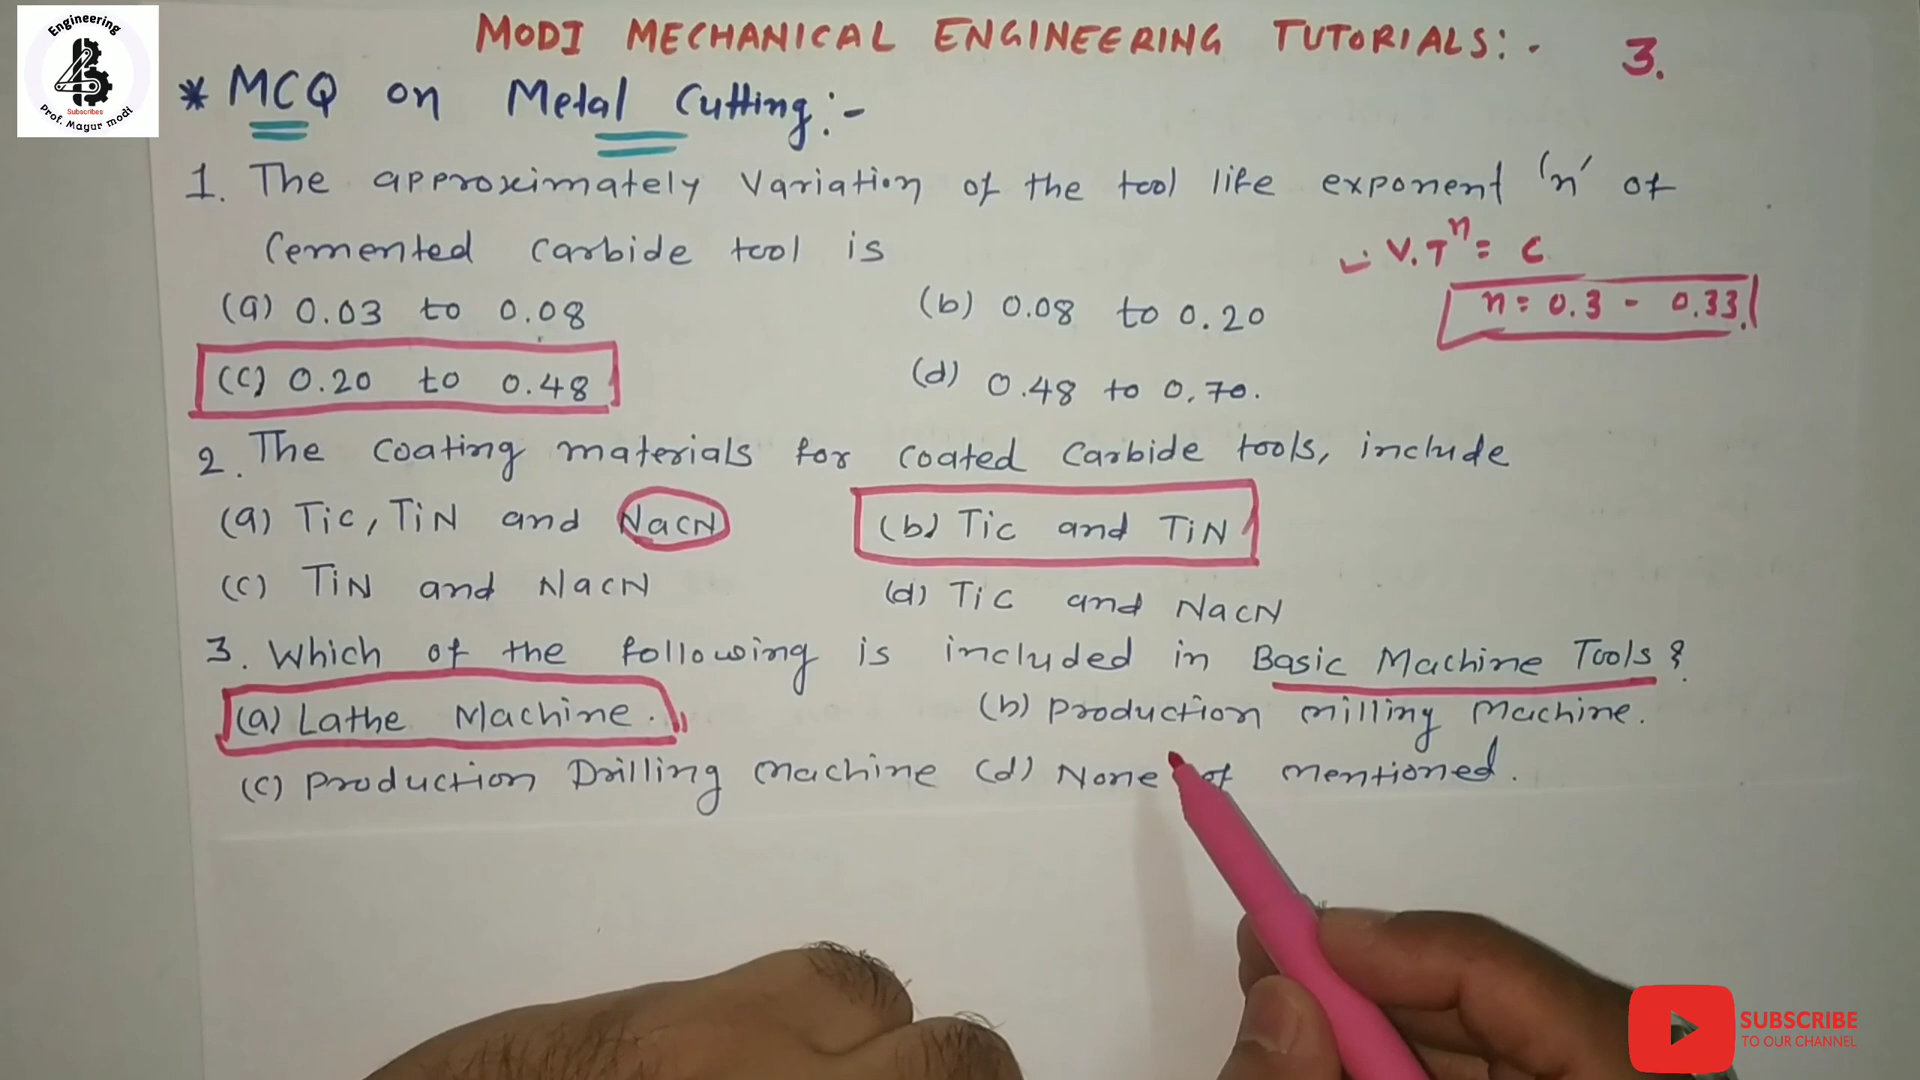 Engineering
Subscribes
Prof. Mayur modi
MODI MECHANICAL ENGINEERING TUTORIALS:-
3.
* MCQ on Metal Cutting:-
1. The approximately variation of the tool life exponent 'n' of
Cemented carbide tool is
V.Tⁿ = C
n = 0.3 - 0.33.
(a) 0.03 to 0.08 (b) 0.08 to 0.20
(c) 0.20 to 0.48 (d) 0.48 to 0.70.
2. The coating materials for coated carbide tools, include
(a) Tic, TiN and NaCN (b) Tic and TiN
(c) TiN and NaCN (d) TiC and NaCN
3. Which of the following is included in Basic Machine Tools?
(a) Lathe Machine. (b) Production milling Machine.
(c) Production Drilling machine (d) None of mentioned.
SUBSCRIBE
TO OUR CHANNEL